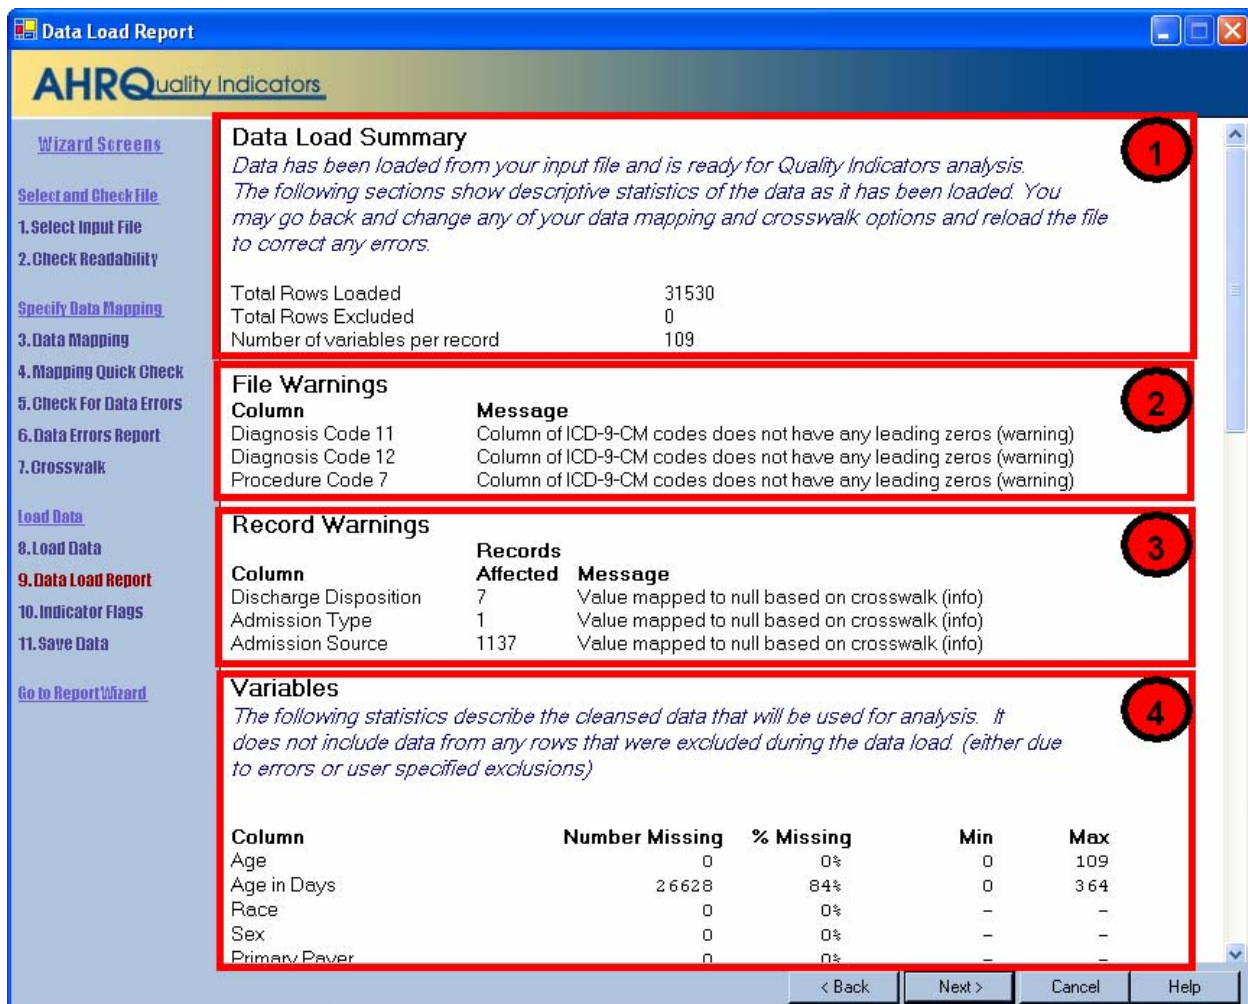 Data Load Report
AHRQuality Indicators
Wizard Screens
Select and Check File
1.Select Input File
2.Check Readability
Specify Data Mapping
3.Data Mapping
4.Mapping Quick Check
5.Check For Data Errors
6.Data Errors Report
7.Crosswalk
Load Data
8.Load Data
9.Data Load Report
10.Indicator Flags
11.Save Data
Go to ReportWizard
Data Load Summary
1
Data has been loaded from your input file and is ready for Quality Indicators analysis.
The following sections show descriptive statistics of the data as it has been loaded. You
may go back and change any of your data mapping and crosswalk options and reload the file
to correct any errors.
Total Rows Loaded 31530
Total Rows Excluded 0
Number of variables per record 109
File Warnings
2
Column Message
Diagnosis Code 11 Column of ICD-9-CM codes does not have any leading zeros (warning)
Diagnosis Code 12 Column of ICD-9-CM codes does not have any leading zeros (warning)
Procedure Code 7 Column of ICD-9-CM codes does not have any leading zeros (warning)
Record Warnings
3
Records
Column Affected Message
Discharge Disposition 7 Value mapped to null based on crosswalk (info)
Admission Type 1 Value mapped to null based on crosswalk (info)
Admission Source 1137 Value mapped to null based on crosswalk (info)
Variables
4
The following statistics describe the cleansed data that will be used for analysis. It
does not include data from any rows that were excluded during the data load. (either due
to errors or user specified exclusions)
Column Number Missing % Missing Min Max
Age 0 0% 0 109
Age in Days 26628 84% 0 364
Race 0 0% – –
Sex 0 0% – –
Primary Payer 0 0% – –
< Back Next > Cancel Help